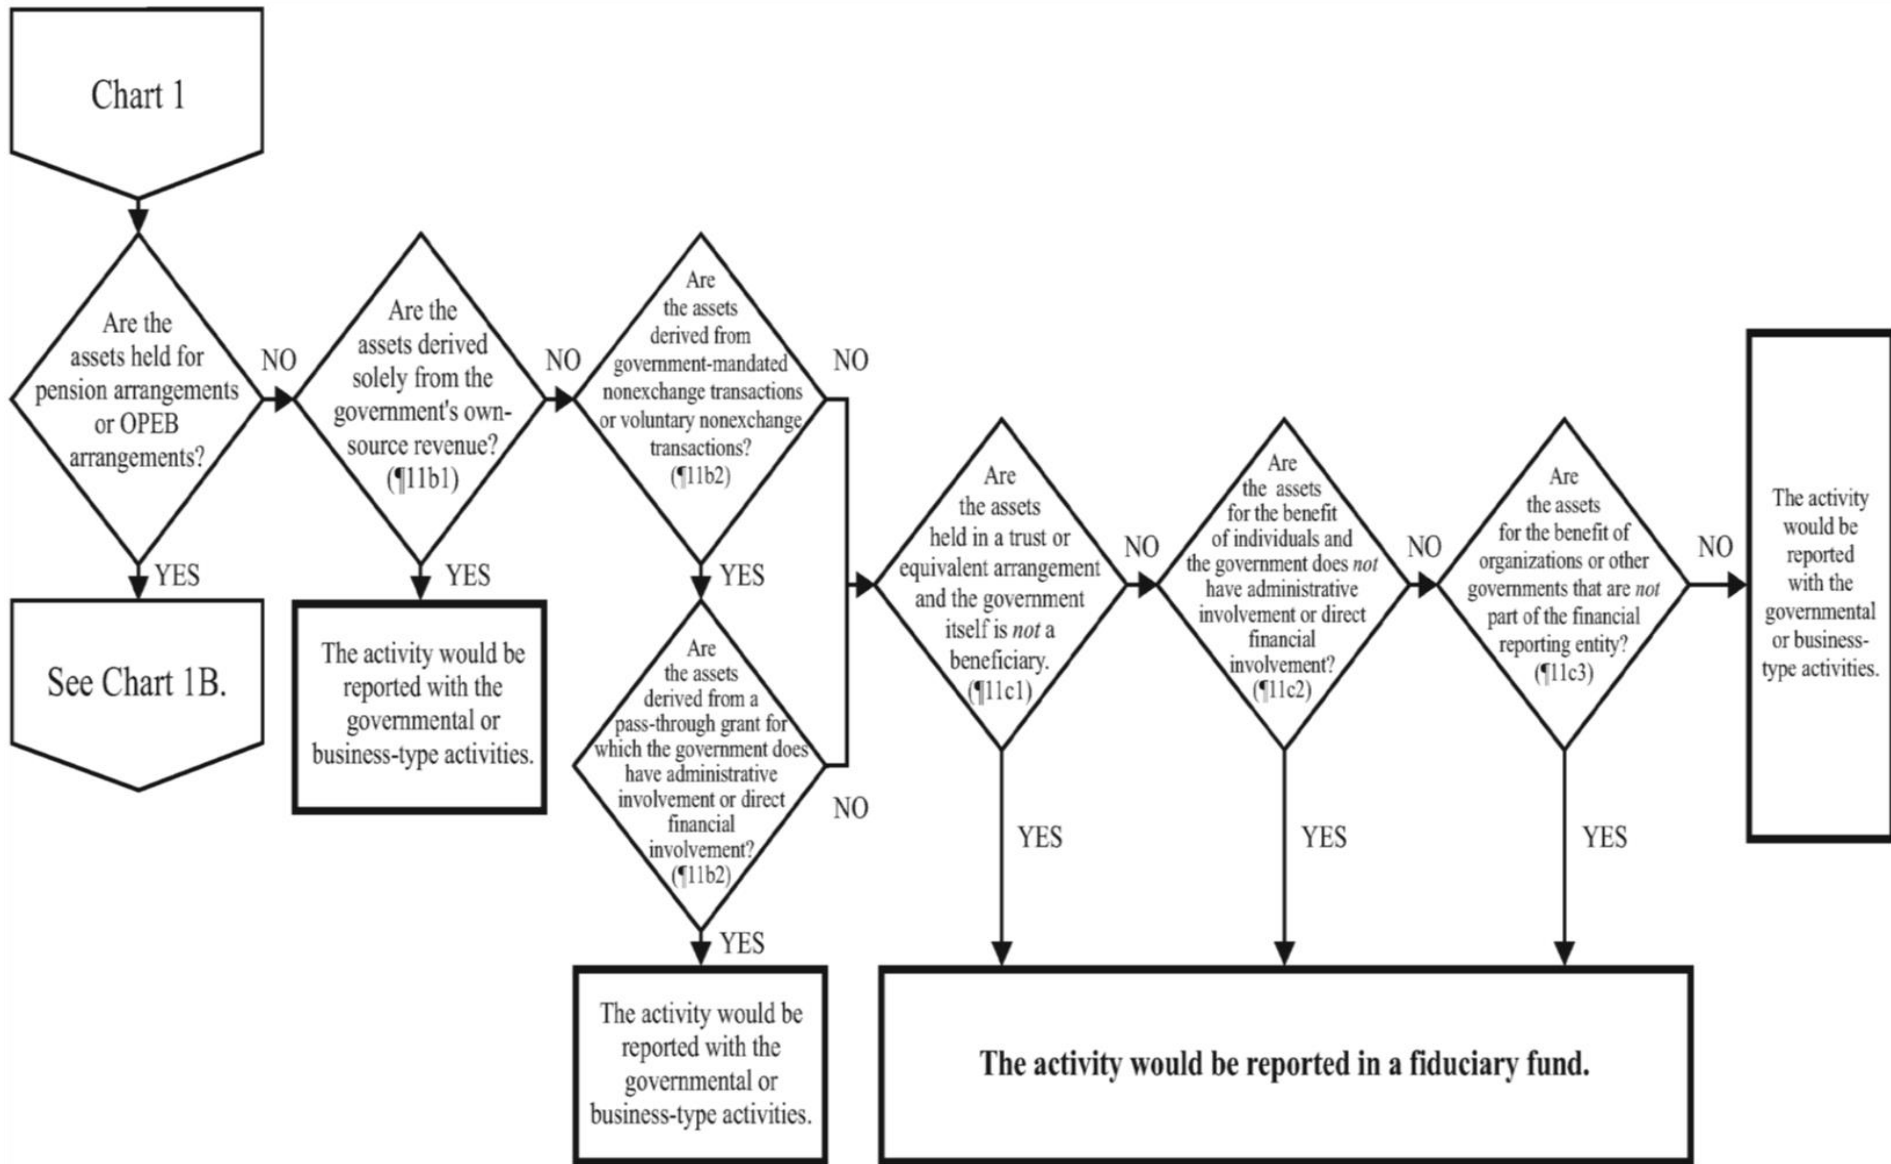 Chart 1
Are the
assets held for
pension arrangements
or OPEB
arrangements?
NO
YES
See Chart 1B.
Are the
assets derived
solely from the
government's own-
source revenue?
(¶11b1)
NO
YES
The activity would be
reported with the
governmental or
business-type activities.
Are
the assets
derived from
government-mandated
nonexchange transactions
or voluntary nonexchange
transactions?
(¶11b2)
NO
YES
Are
the assets
derived from a
pass-through grant for
which the government does
have administrative
involvement or direct
financial
involvement?
(¶11b2)
NO
YES
The activity would be
reported with the
governmental or
business-type activities.
Are
the assets
held in a trust or
equivalent arrangement
and the government
itself is not a
beneficiary.
(¶11c1)
NO
YES
Are
the assets
for the benefit
of individuals and
the government does not
have administrative
involvement or direct
financial
involvement?
(¶11c2)
NO
YES
Are
the assets
for the benefit of
organizations or other
governments that are not
part of the financial
reporting entity?
(¶11c3)
NO
YES
The activity
would be
reported
with the
governmental
or business-
type activities.
The activity would be reported in a fiduciary fund.